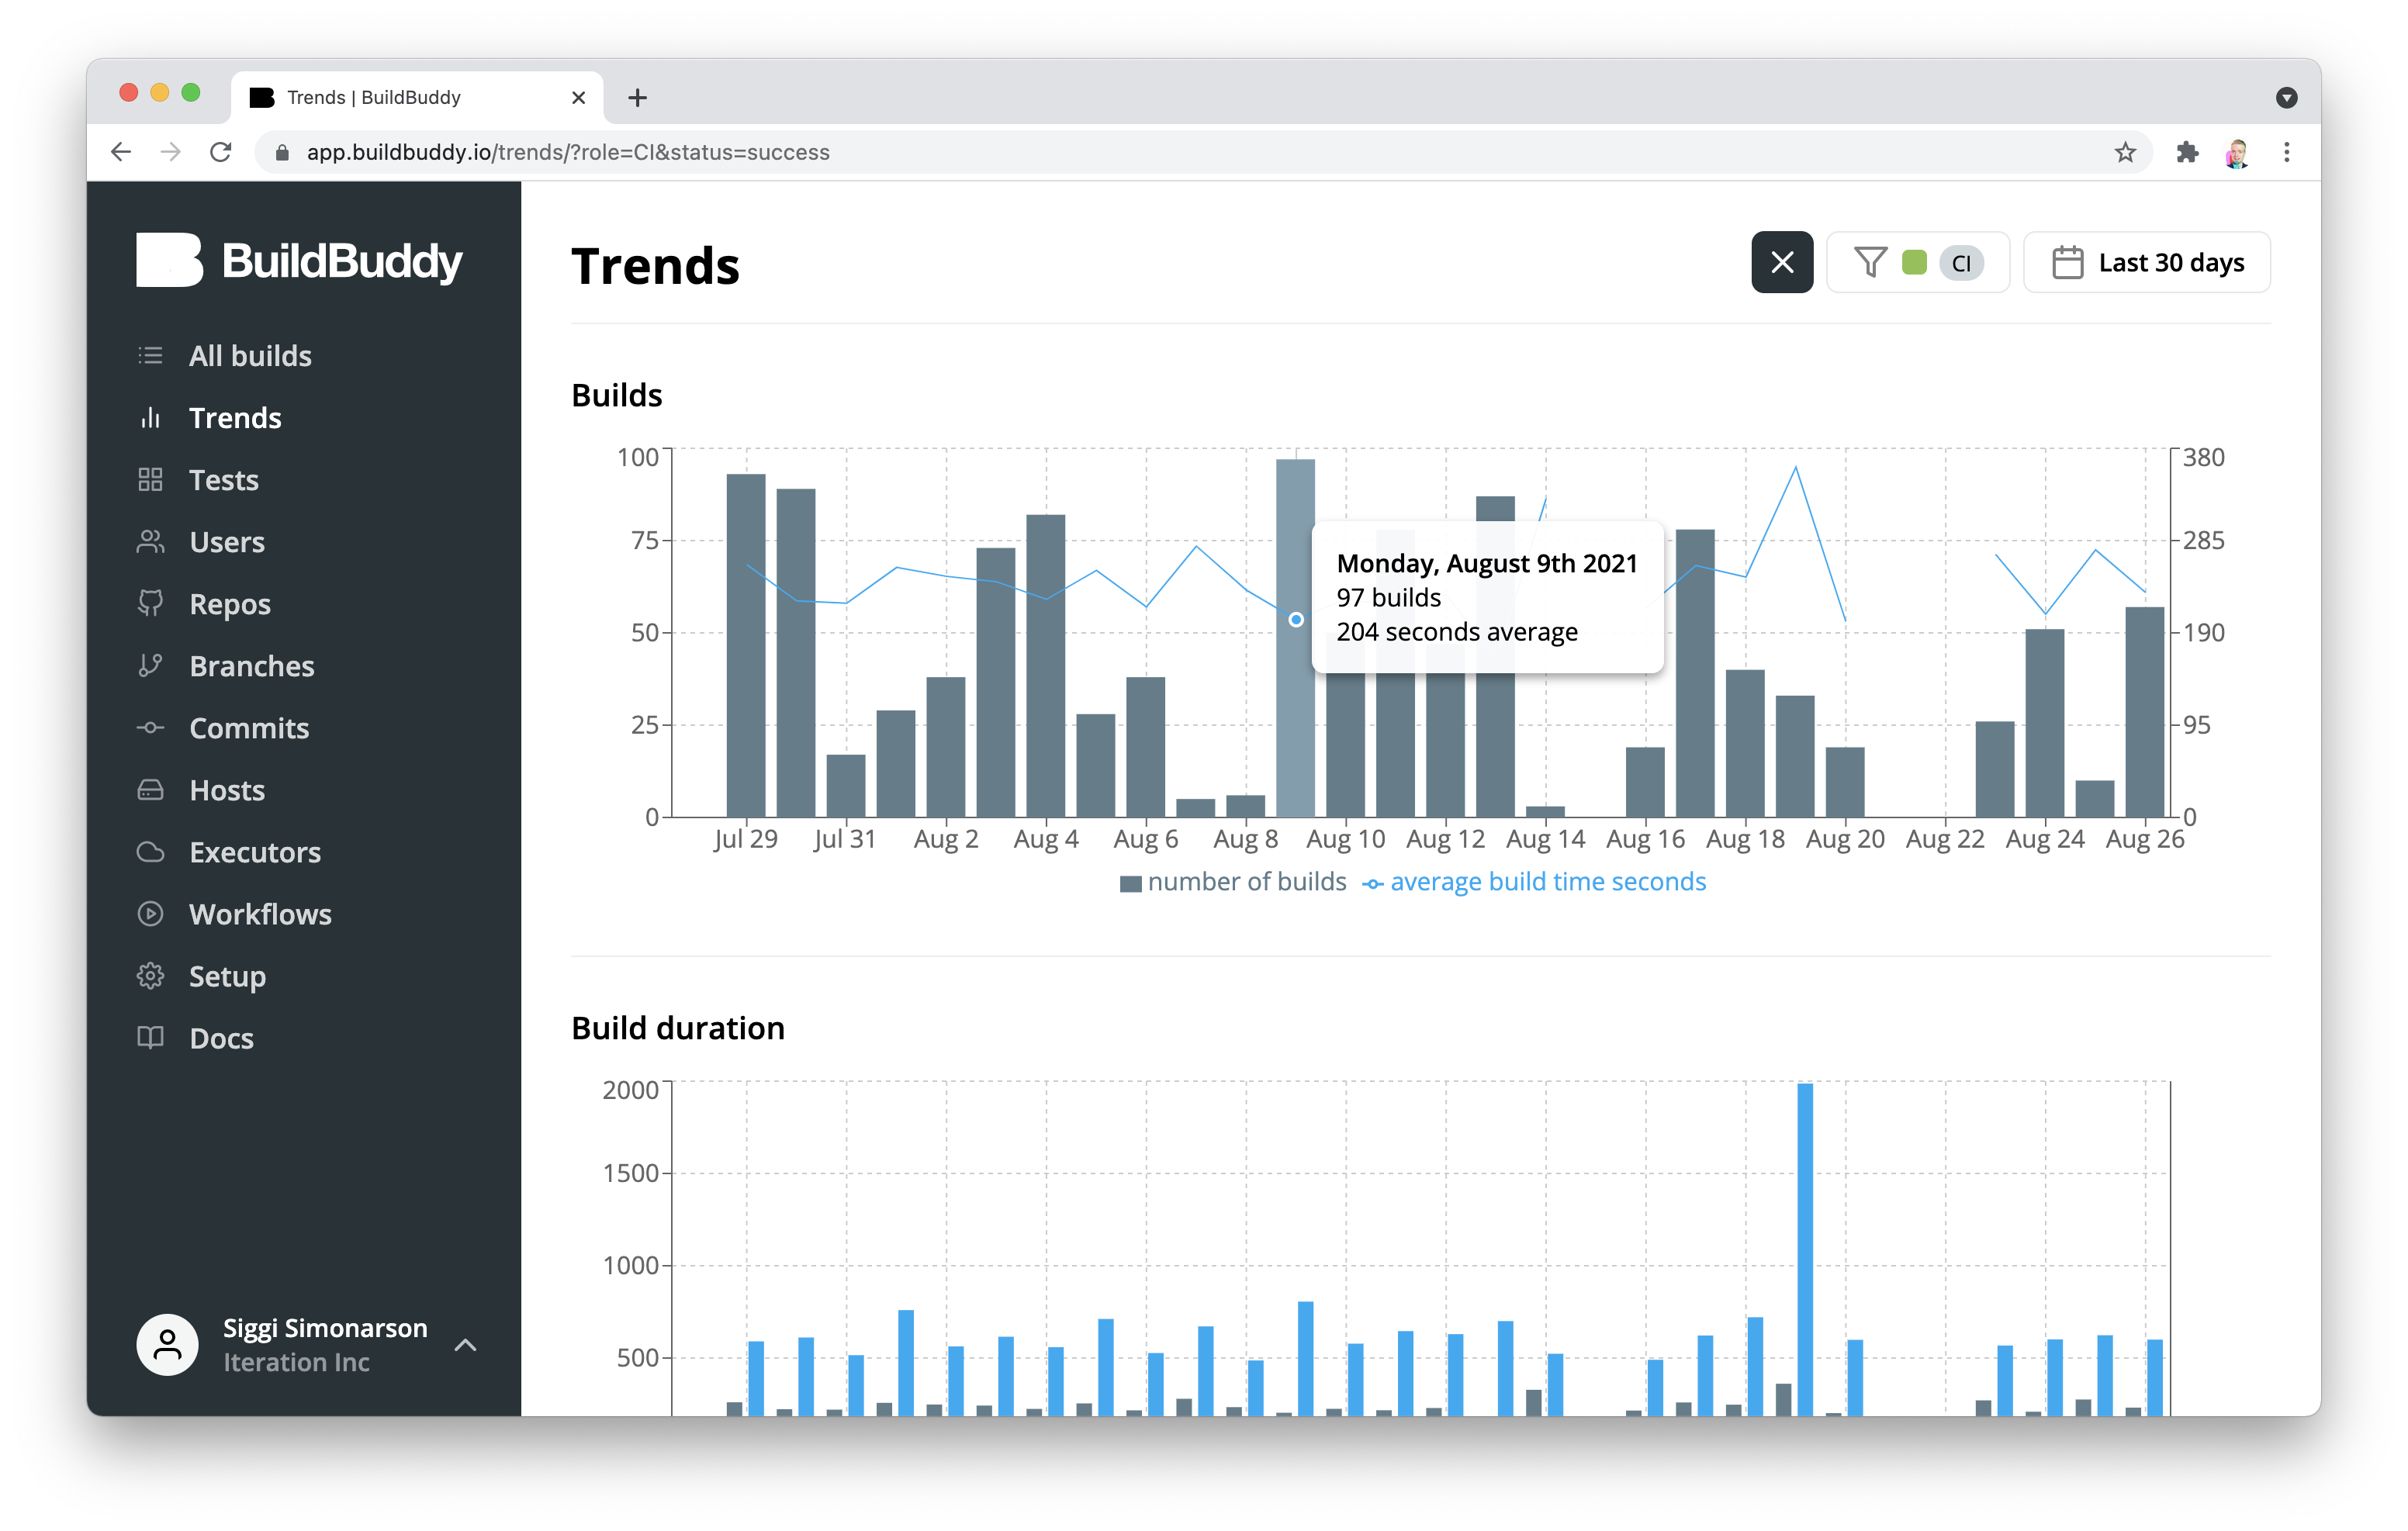 Trends | BuildBuddy
app.buildbuddy.io/trends/?role=CI&status=success
BuildBuddy
All builds
Trends
Tests
Users
Repos
Branches
Commits
Hosts
Executors
Workflows
Setup
Docs
Siggi Simonarson
Iteration Inc
Trends
CI
Last 30 days
Builds
100
75
50
25
0
380
285
190
95
0
Monday, August 9th 2021
97 builds
204 seconds average
Jul 29 Jul 31 Aug 2 Aug 4 Aug 6 Aug 8 Aug 10 Aug 12 Aug 14 Aug 16 Aug 18 Aug 20 Aug 22 Aug 24 Aug 26
number of builds average build time seconds
Build duration
2000
1500
1000
500